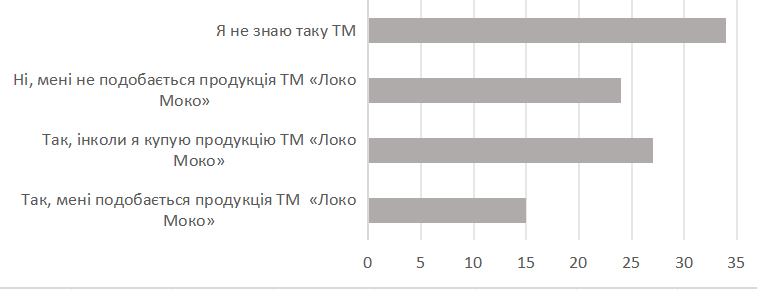 Я не знаю таку ТМ
Ні, мені не подобається продукція ТМ «Локо
Моко»
Так, інколи я купую продукцію ТМ «Локо
Моко»
Так, мені подобається продукція ТМ  «Локо
Моко»
0 5 10 15 20 25 30 35